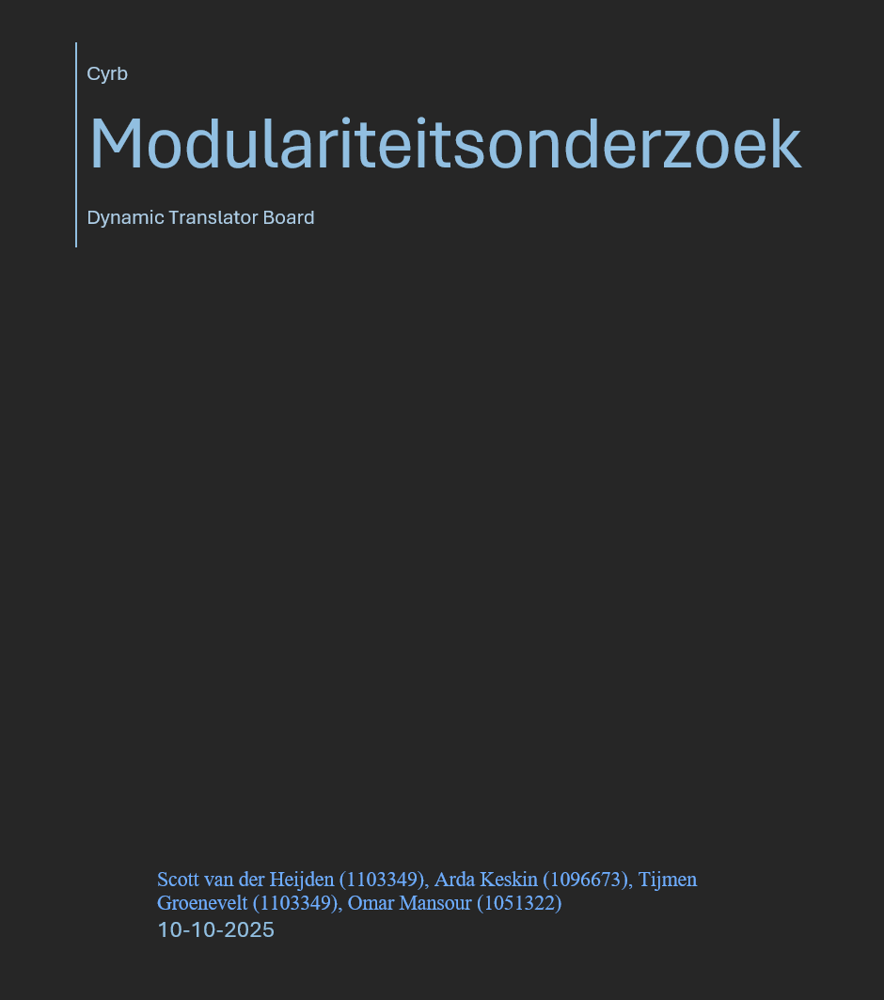 Cyrb
Modulariteitsonderzoek
Dynamic Translator Board
Scott van der Heijden (1103349), Arda Keskin (1096673), Tijmen
Groenevelt (1103349), Omar Mansour (1051322)
10-10-2025